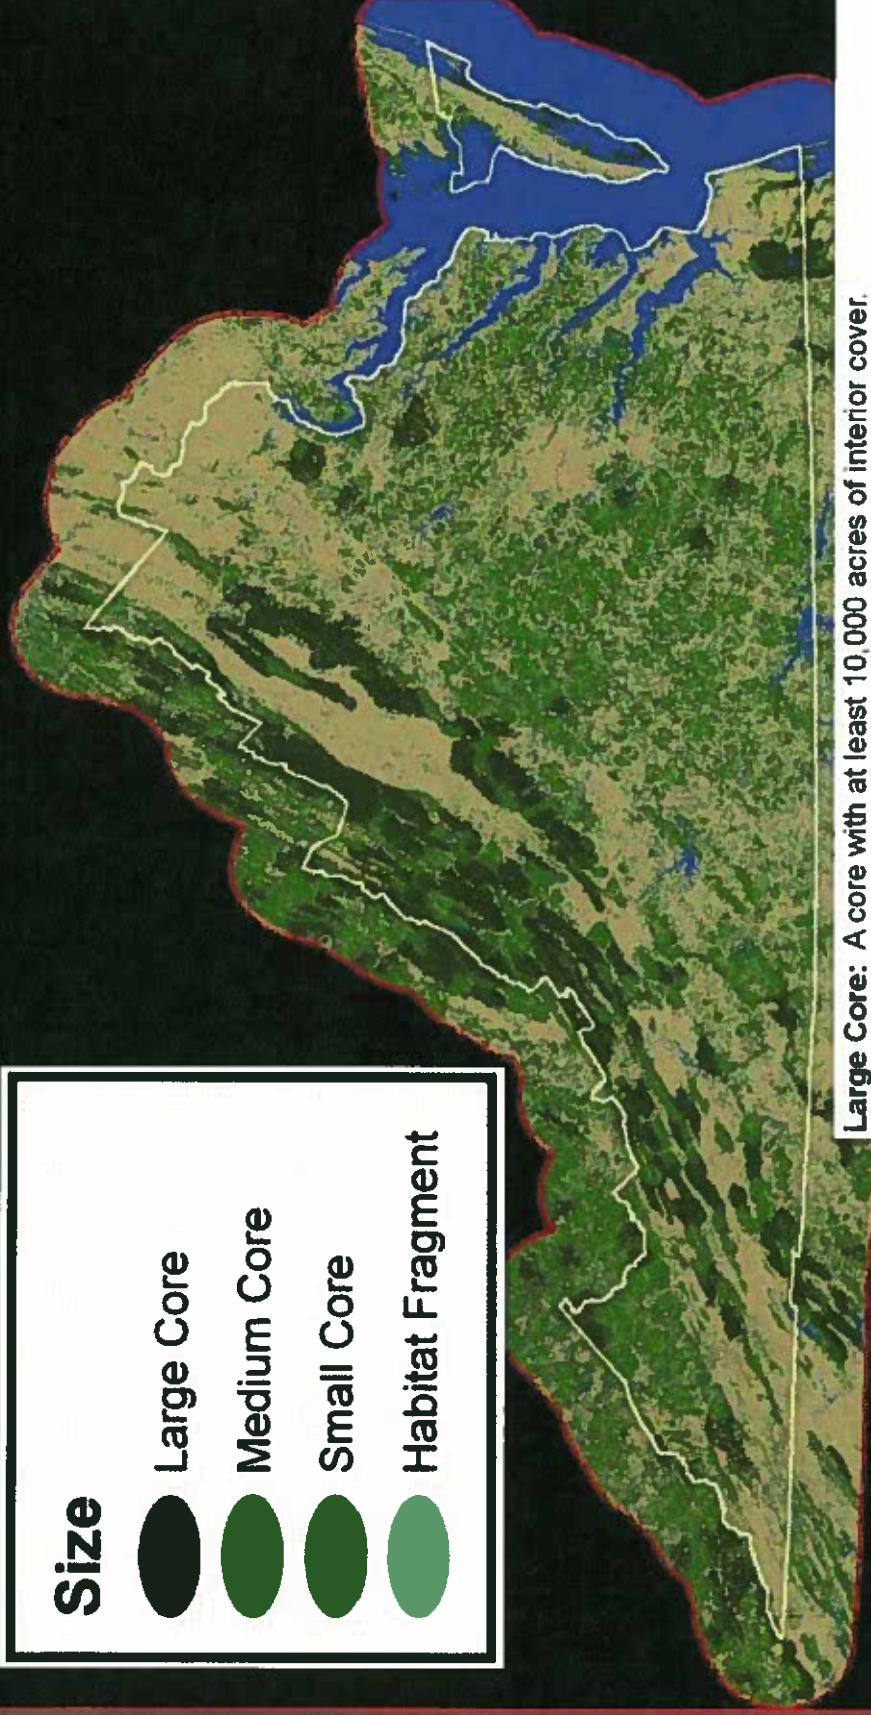 Size
Large Core
Medium Core
Small Core
Habitat Fragment
Large Core: A core with at least 10,000 acres of interior cover.